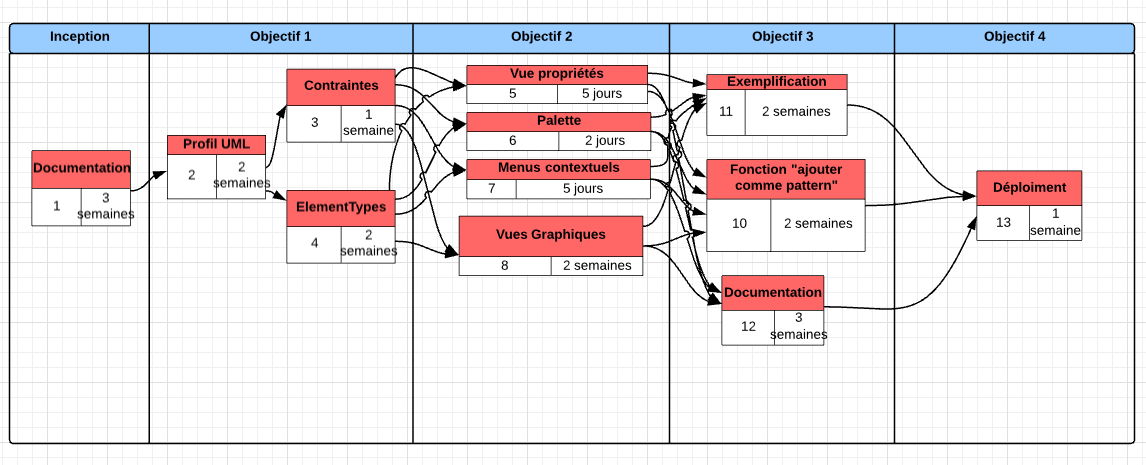 Inception
Objectif 1
Objectif 2
Objectif 3
Objectif 4
Documentation
1
3
semaines
Profil UML
2
2
semaines
Contraintes
3
1
semaine
ElementTypes
4
2
semaines
Vue propriétés
5
5 jours
Palette
6
2 jours
Menus contextuels
7
5 jours
Vues Graphiques
8
2 semaines
Exemplification
11
2 semaines
Fonction "ajouter
comme pattern"
10
2 semaines
Documentation
12
3
semaines
Déploiment
13
1
semaine